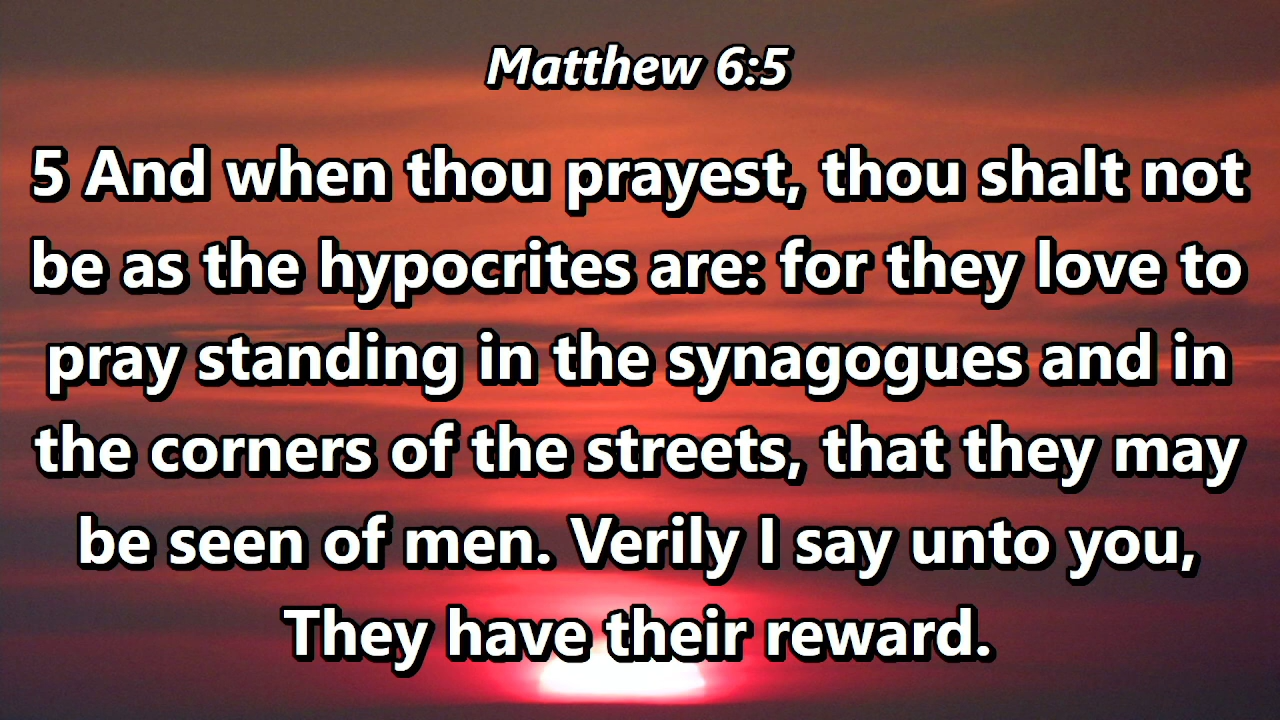 Matthew 6:5
5 And when thou prayest, thou shalt not
be as the hypocrites are: for they love to
pray standing in the synagogues and in
the corners of the streets, that they may
be seen of men. Verily I say unto you,
They have their reward.